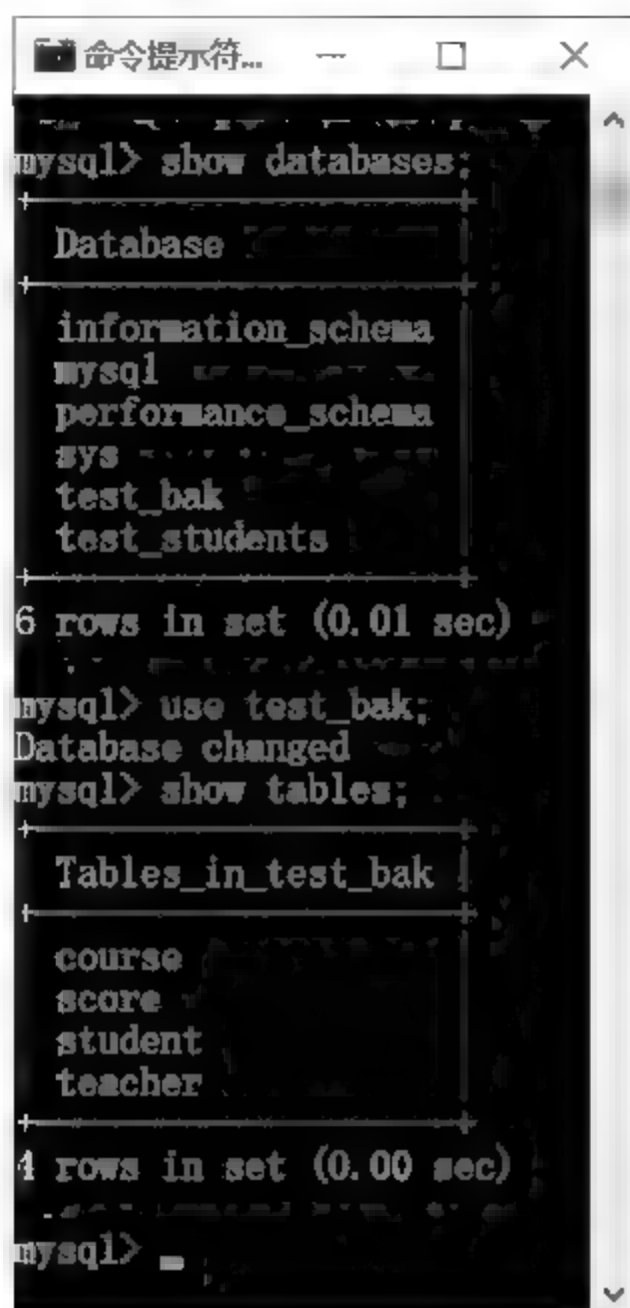 命令提示符...
mysql> show databases;
Database
information_schema
mysql
performance_schema
sys
test_bak
test_students
6 rows in set (0.01 sec)
mysql> use test_bak;
Database changed
mysql> show tables;
Tables_in_test_bak
course
score
student
teacher
4 rows in set (0.00 sec)
mysql>